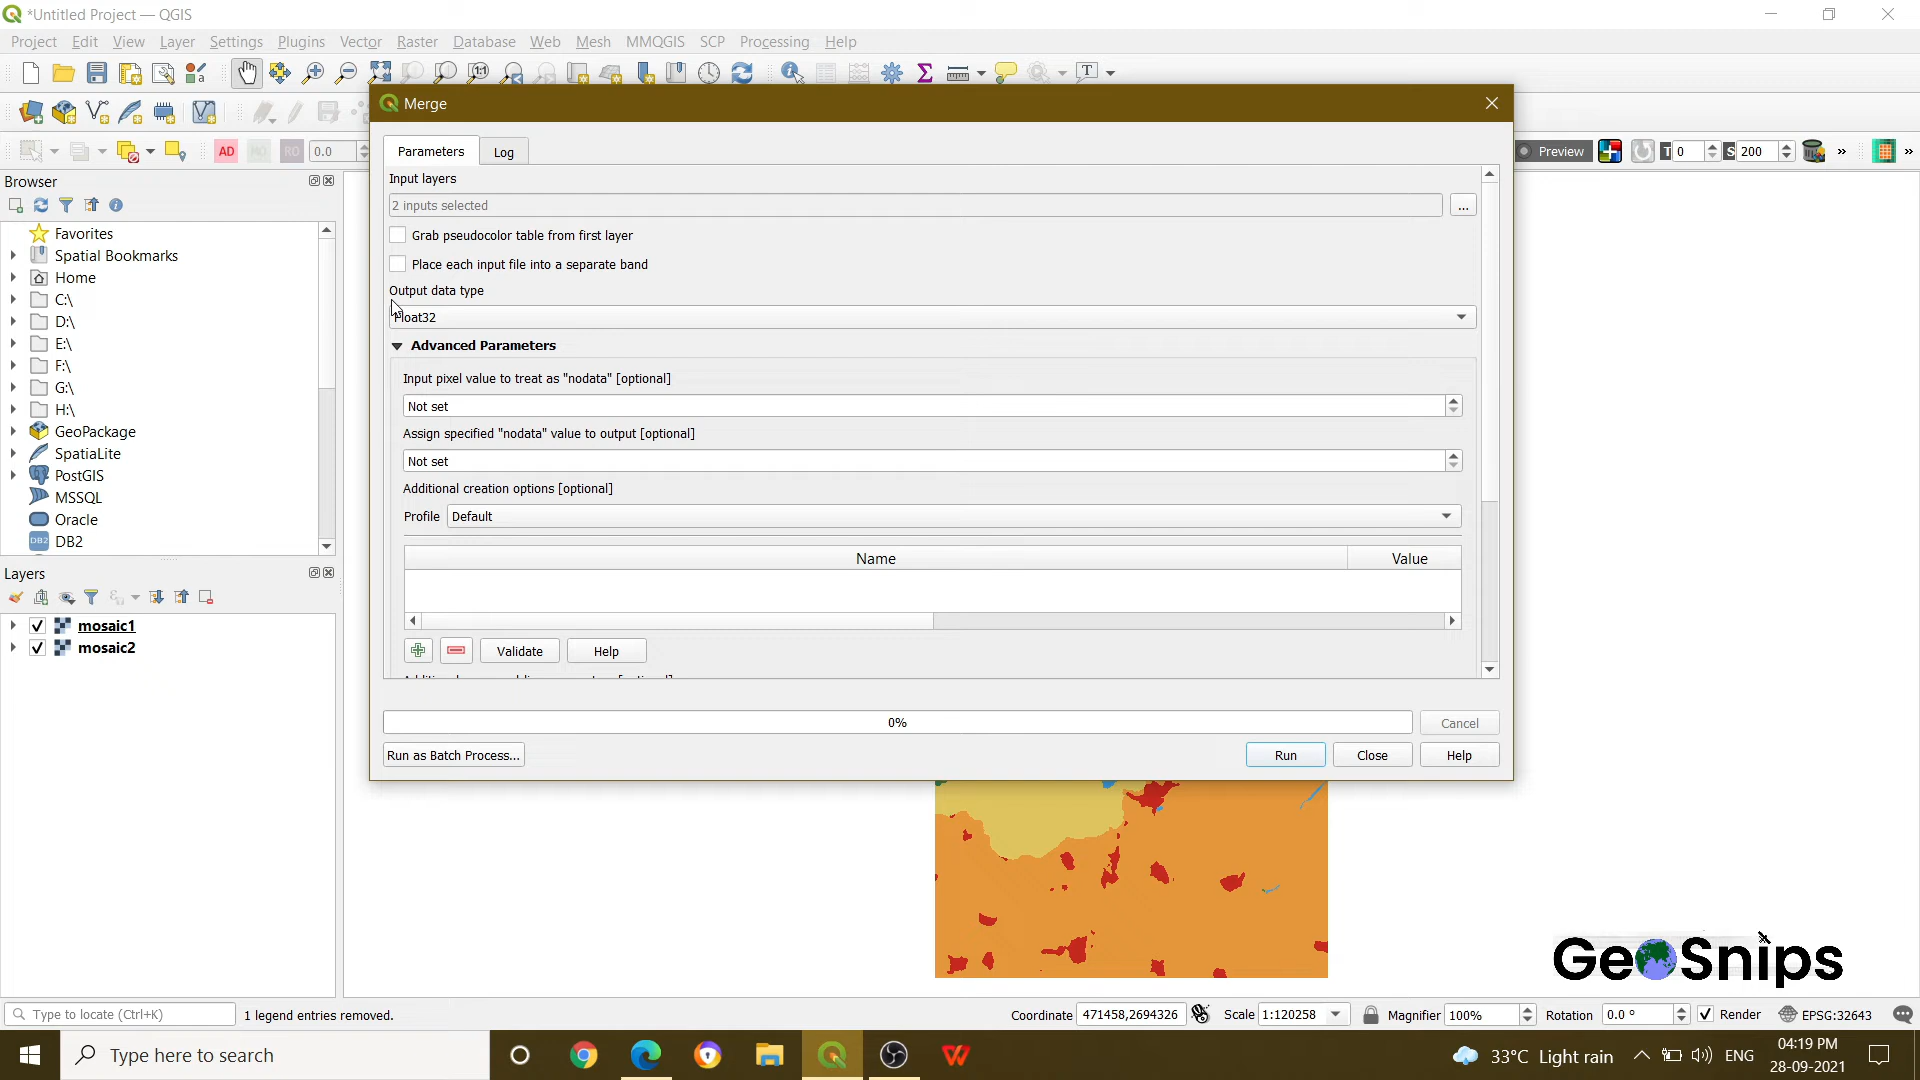 *Untitled Project — QGIS
Project Edit View Layer Settings Plugins Vector Raster Database Web Mesh MMQGIS SCP Processing Help
Merge
AD
RO
0.0
Preview
T 0
S 200
Parameters
Log
Browser
Favorites
Spatial Bookmarks
Home
C:\
D:\
E:\
F:\
G:\
H:\
GeoPackage
SpatiaLite
PostGIS
MSSQL
Oracle
DB2
Layers
mosaic1
mosaic2
Input layers
2 inputs selected
...
Grab pseudocolor table from first layer
Place each input file into a separate band
Output data type
Float32
Advanced Parameters
Input pixel value to treat as "nodata" [optional]
Not set
Assign specified "nodata" value to output [optional]
Not set
Additional creation options [optional]
Profile Default
Name Value
Validate
Help
0%
Cancel
Run as Batch Process...
Run
Close
Help
GeoSnips
Type to locate (Ctrl+K)
1 legend entries removed.
Coordinate 471458,2694326
Scale 1:120258
Magnifier 100%
Rotation 0.0 °
Render
EPSG:32643
Type here to search
33°C Light rain
ENG
04:19 PM
28-09-2021